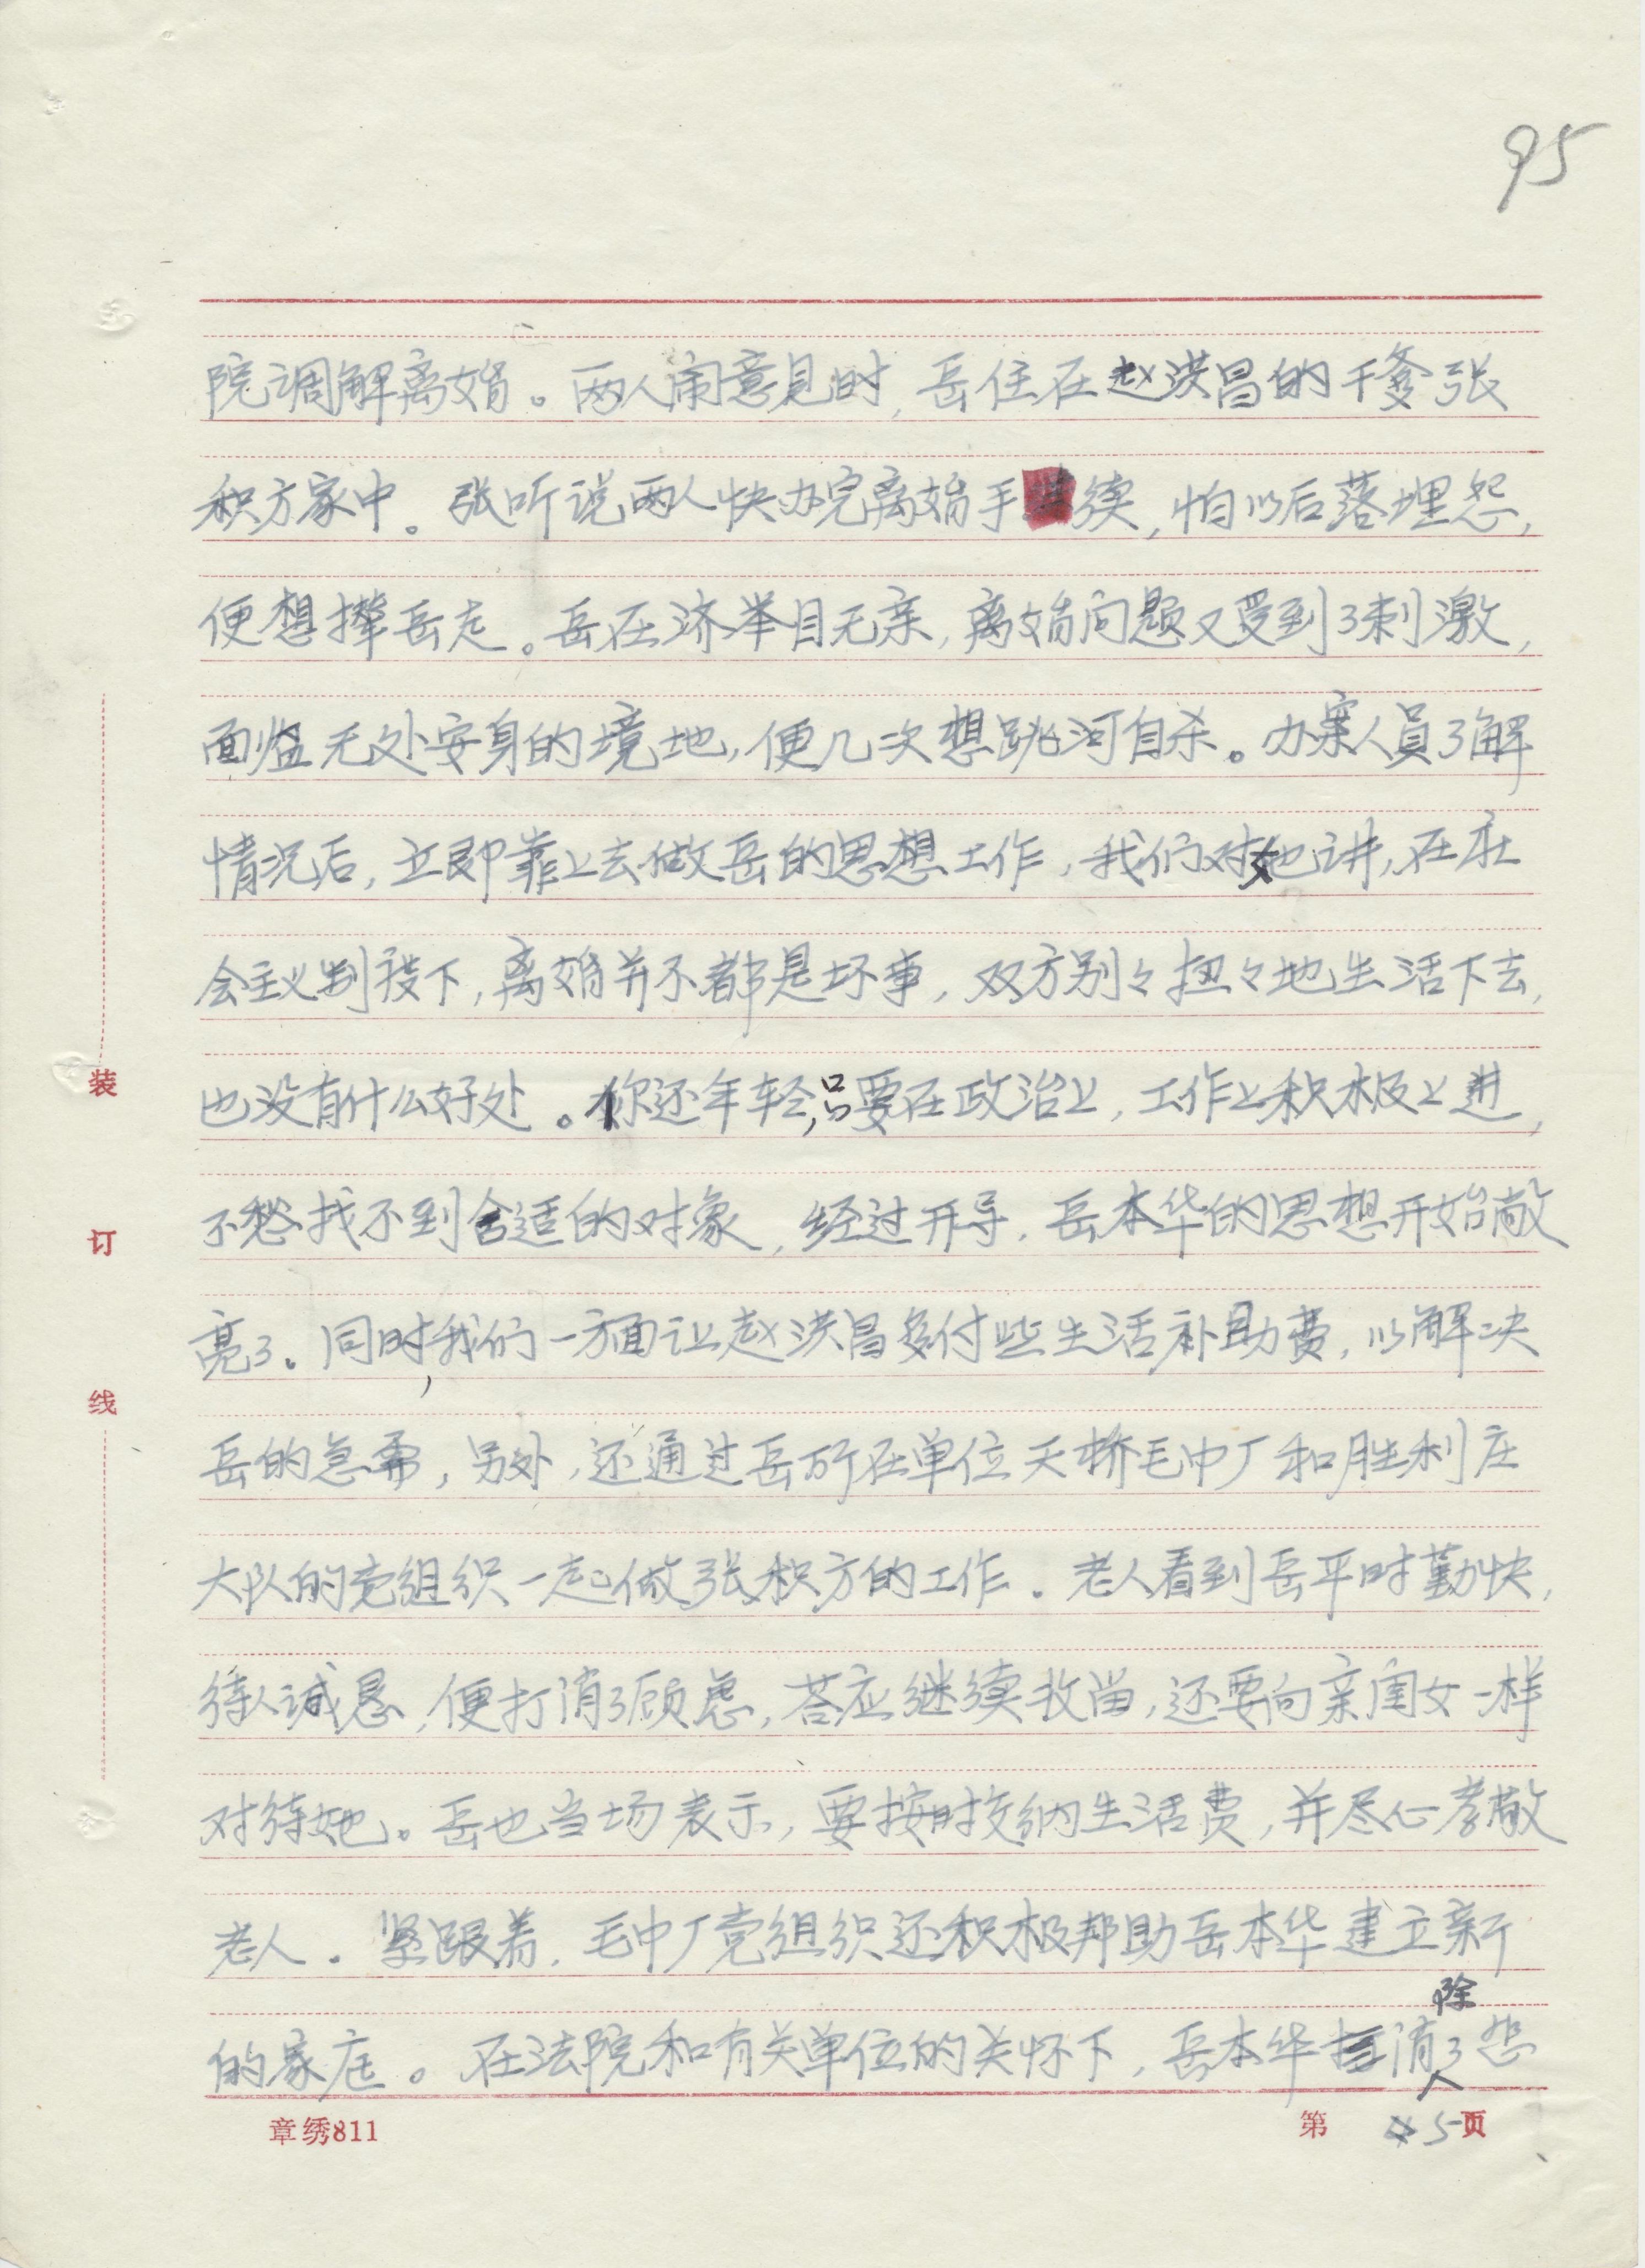 95
院调解离婚。两人闹意见时,岳住在赵洪昌的干爹张
积方家中。张听说两人快办完离婚手续,怕以后落埋怨,
便想撵岳走。岳在济举目无亲,离婚问题又受到了刺激,
面临无处安身的境地,便几次想跳河自杀。办案人员了解
情况后,立即靠上去做岳的思想工作,我们对她讲,在社
会主义制度下,离婚并不都是坏事,双方别々扭々地生活下去,
也没有什么好处。你还年轻,只要在政治上,工作上积极上进,
不愁找不到合适的对象,经过开导,岳本华的思想开始敞
亮了。同时,我们一方面让赵洪昌多付些生活补助费,以解决
岳的急需,另外,还通过岳所在单位天桥毛巾厂和胜利庄
大队的党组织一起做张积方的工作。老人看到岳平时勤快,
待人诚恳,便打消了顾虑,答应继续收留,还要向亲闺女一样
对待她。岳也当场表示,要按时交纳生活费,并尽心孝敬
老人。紧跟着,毛巾厂党组织还积极帮助岳本华建立新
的家庭。在法院和有关单位的关怀下,岳本华消除了怨
装
订
线
章绣811
第5页